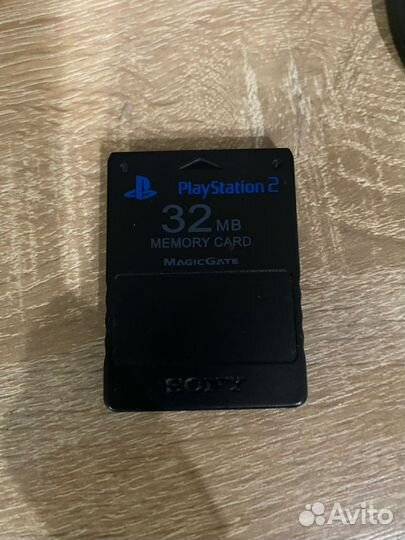 PlayStation 2
32 MB
MEMORY CARD
MAGICGATE
SONY
Avito